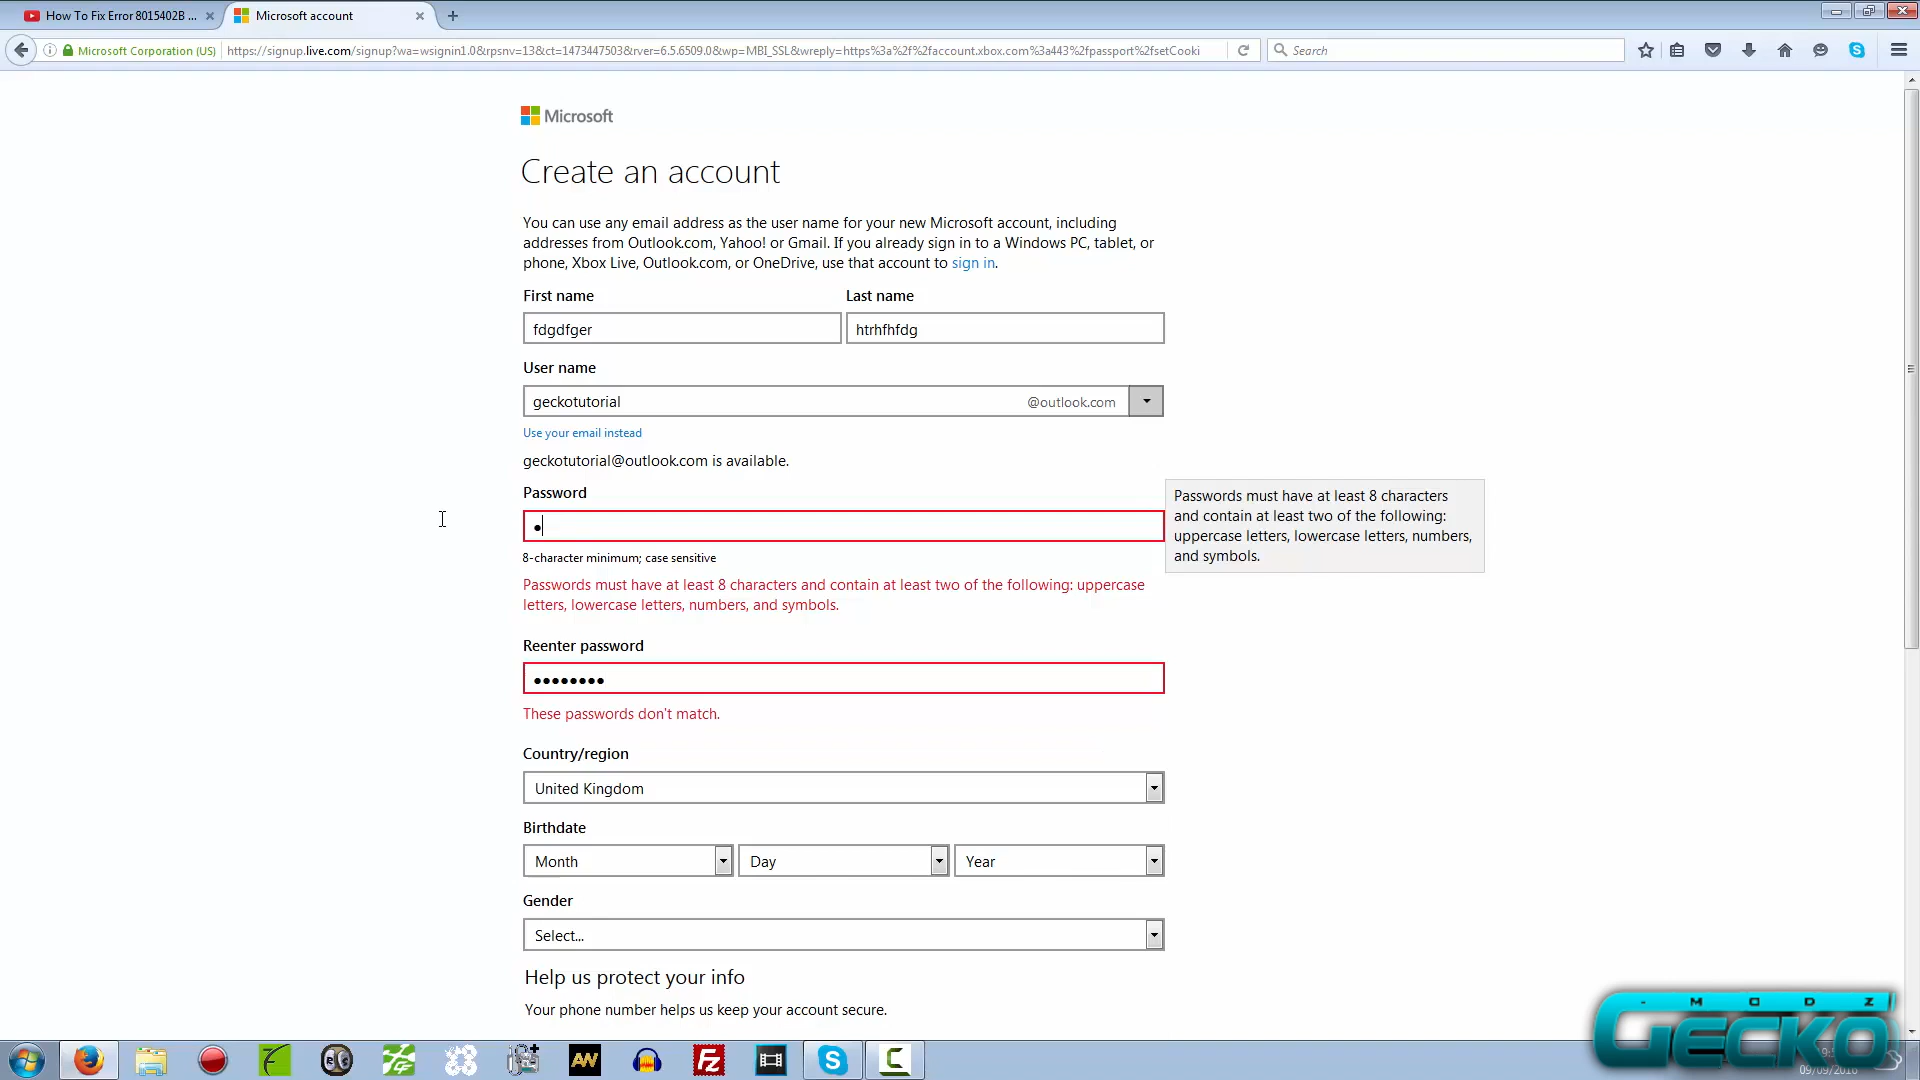 How To Fix Error 8015402B ...
Microsoft account
Microsoft Corporation (US)
https://signup.live.com/signup?wa=wsignin1.0&rpsnv=13&ct=1473447503&rver=6.5.6509.0&wp=MBI_SSL&wreply=https%3a%2f%2faccount.xbox.com%3a443%2fpassport%2fsetCooki
Search
Microsoft
Create an account
You can use any email address as the user name for your new Microsoft account, including
addresses from Outlook.com, Yahoo! or Gmail. If you already sign in to a Windows PC, tablet, or
phone, Xbox Live, Outlook.com, or OneDrive, use that account to sign in.
First name
Last name
fdgdfger
htrhfhfdg
User name
geckotutorial
@outlook.com
Use your email instead
geckotutorial@outlook.com is available.
Password
Passwords must have at least 8 characters
and contain at least two of the following:
uppercase letters, lowercase letters, numbers,
and symbols.
8-character minimum; case sensitive
Passwords must have at least 8 characters and contain at least two of the following: uppercase
letters, lowercase letters, numbers, and symbols.
Reenter password
These passwords don't match.
Country/region
United Kingdom
Birthdate
Month
Day
Year
Gender
Select...
Help us protect your info
Your phone number helps us keep your account secure.
- MODZ
GECKO
09/09/2016